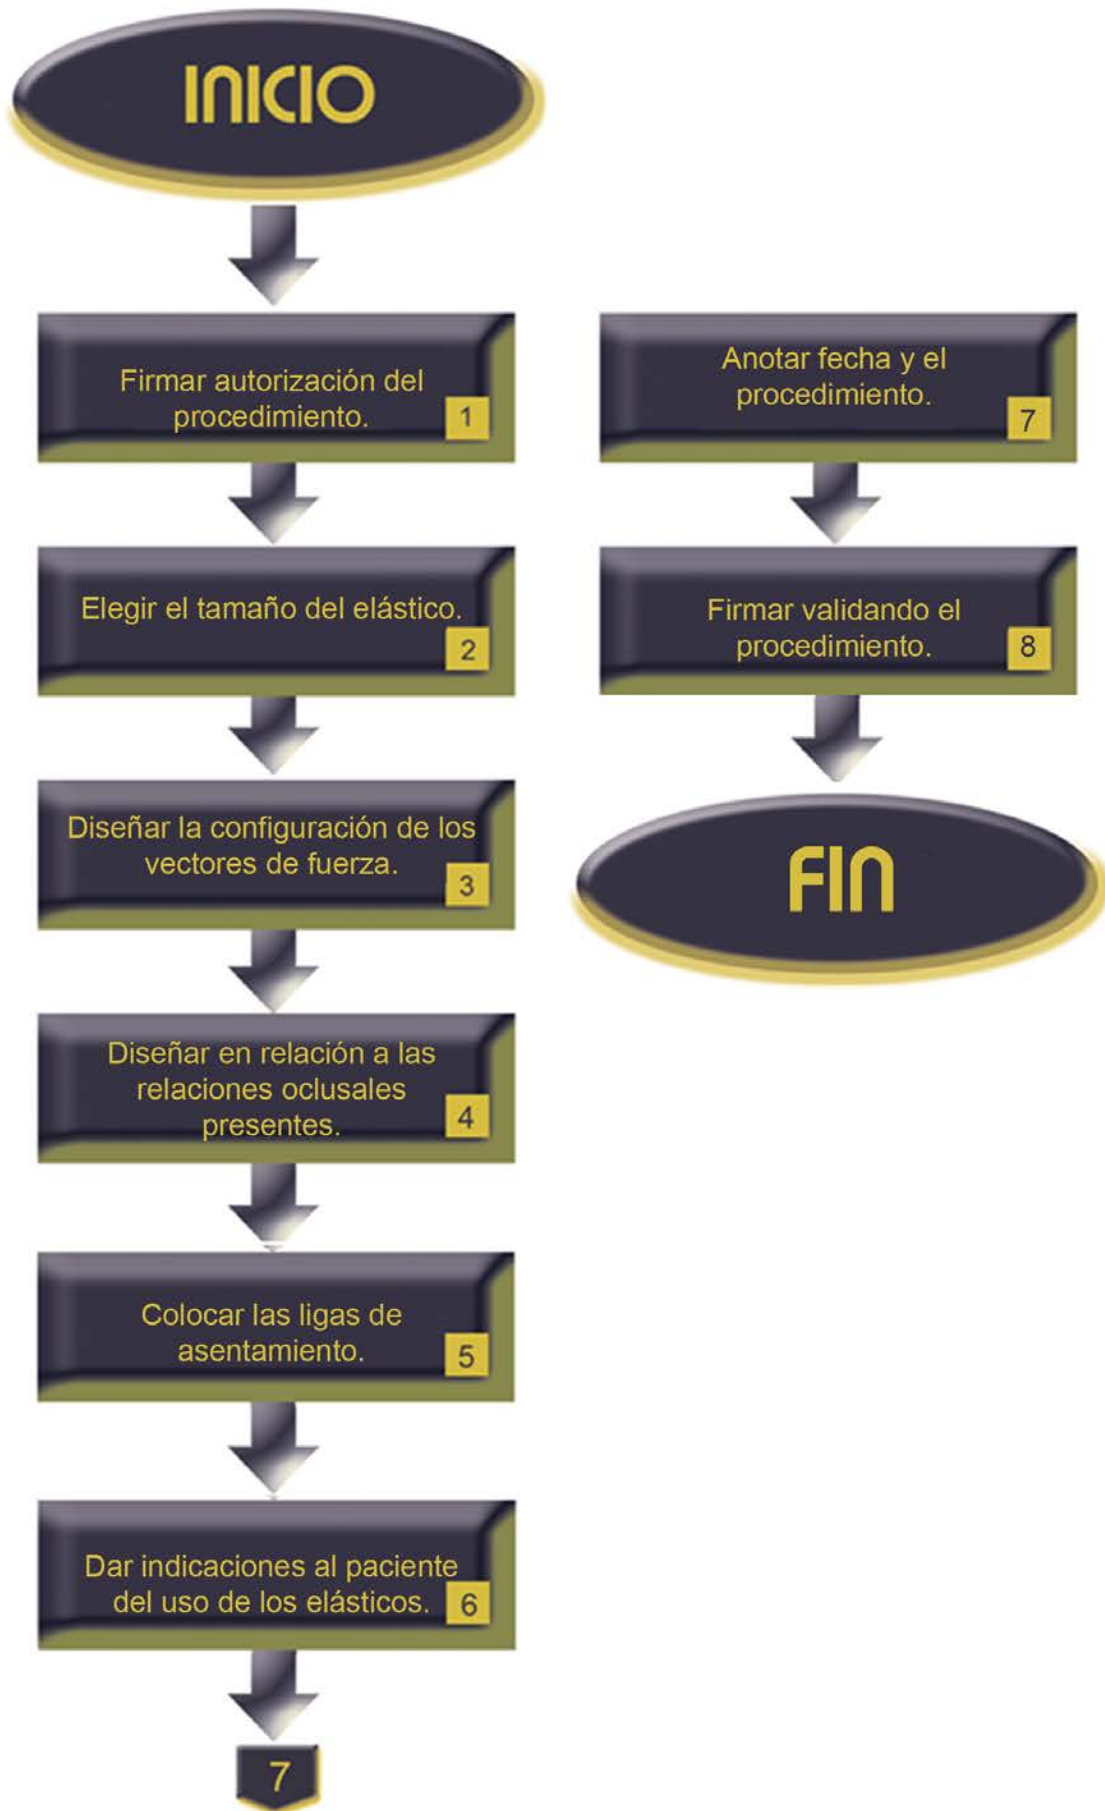 INICIO
Firmar autorización del
procedimiento.
1
Elegir el tamaño del elástico.
2
Diseñar la configuración de los
vectores de fuerza.
3
Diseñar en relación a las
relaciones oclusales
presentes.
4
Colocar las ligas de
asentamiento.
5
Dar indicaciones al paciente
del uso de los elásticos.
6
7
Anotar fecha y el
procedimiento.
7
Firmar validando el
procedimiento.
8
FIN